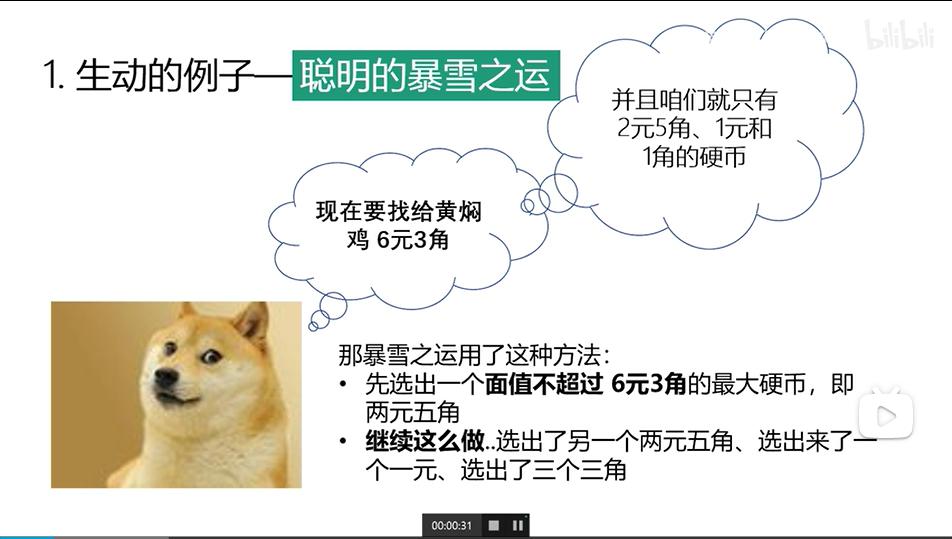 bilibili
1. 生动的例子—聪明的暴雪之运
并且咱们就只有
2元5角、1元和
1角的硬币
现在要找给黄焖
鸡 6元3角
那暴雪之运用了这种方法：
• 先选出一个面值不超过 6元3角的最大硬币，即
两元五角
• 继续这么做..选出了另一个两元五角、选出来了一
个一元、选出了三个三角
00:00:31